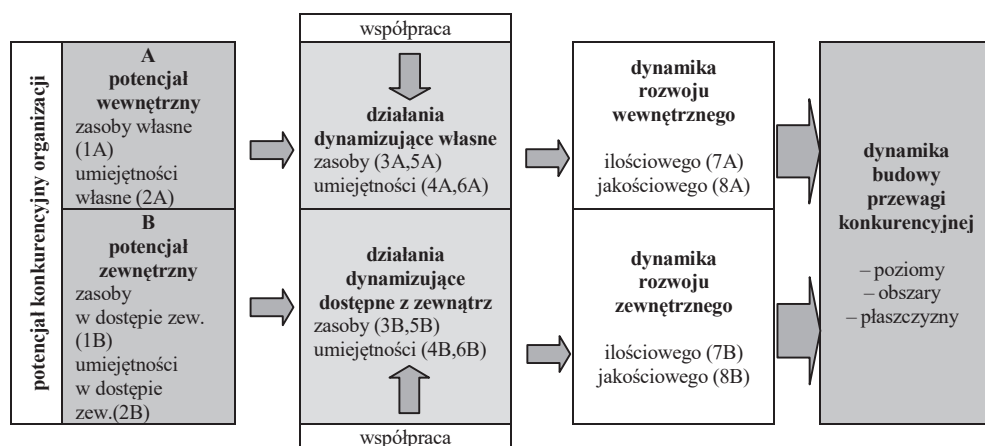 potencjał konkurencyjny organizacji
A
potencjał
wewnętrzny
zasoby własne
(1A)
umiejętności
własne (2A)
B
potencjał
zewnętrzny
zasoby
w dostępie zew.
(1B)
umiejętności
w dostępie
zew.(2B)
współpraca
działania
dynamizujące własne
zasoby (3A,5A)
umiejętności (4A,6A)
działania
dynamizujące
dostępne z zewnątrz
zasoby (3B,5B)
umiejętności (4B,6B)
współpraca
dynamika
rozwoju
wewnętrznego
ilościowego (7A)
jakościowego (8A)
dynamika
rozwoju
zewnętrznego
ilościowego (7B)
jakościowego (8B)
dynamika
budowy
przewagi
konkurencyjnej
– poziomy
– obszary
– płaszczyzny